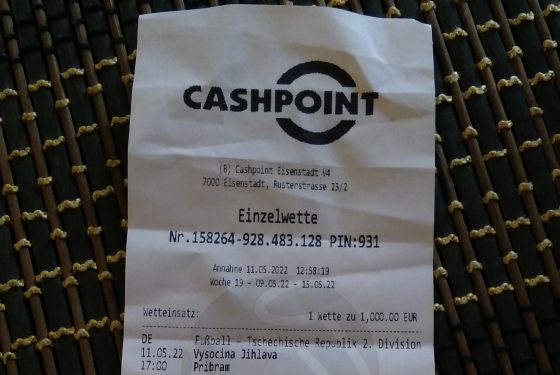 CASHPOINT
(B) Cashpoint Eisenstadt V4
7000 Eisenstadt, Rusterstrasse 23/2
Einzelwette
Nr.158264-928.483.128 PIN:931
Annahme 11.05.2022 12:58:19
Woche 19 - 09.05.22 - 15.05.22
Wetteinsatz: 1 Wette zu 1,000.00 EUR
DE Fußball - Tschechische Republik 2. Division
11.05.22 Vysocina Jihlava
17:00 Pribram